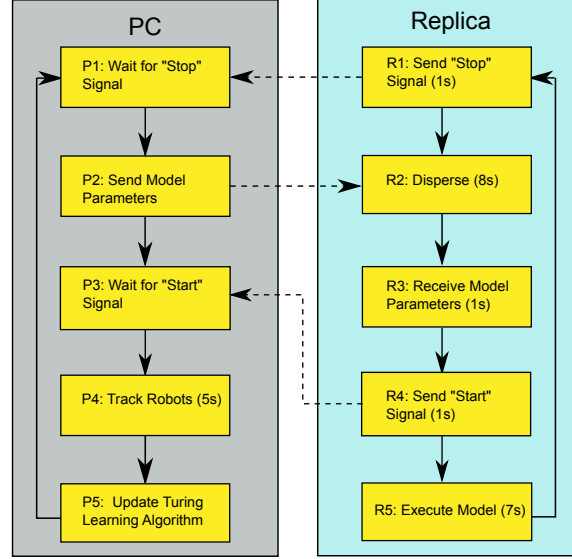 PC
P1: Wait for "Stop"
Signal
P2: Send Model
Parameters
P3: Wait for "Start"
Signal
P4: Track Robots (5s)
P5: Update Turing
Learning Algorithm
Replica
R1: Send "Stop"
Signal (1s)
R2: Disperse (8s)
R3: Receive Model
Parameters (1s)
R4: Send "Start"
Signal (1s)
R5: Execute Model (7s)